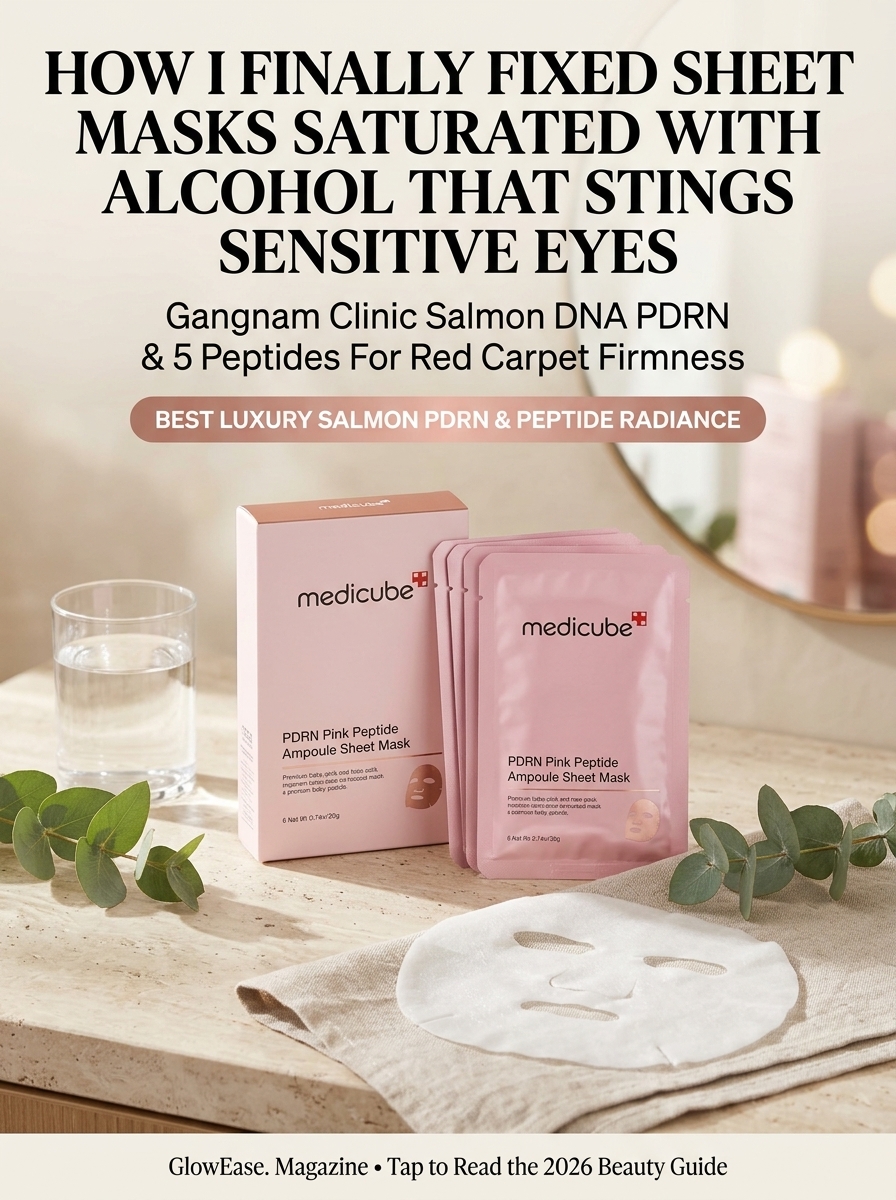 HOW I FINALLY FIXED SHEET
MASKS SATURATED WITH
ALCOHOL THAT STINGS
SENSITIVE EYES
Gangnam Clinic Salmon DNA PDRN
& 5 Peptides For Red Carpet Firmness
BEST LUXURY SALMON PDRN & PEPTIDE RADIANCE
medicube
medicube
PDRN Pink Peptide
Ampoule Sheet Mask
medicube
PDRN Pink Peptide
Ampoule Sheet Mask
GlowEase. Magazine • Tap to Read the 2026 Beauty Guide